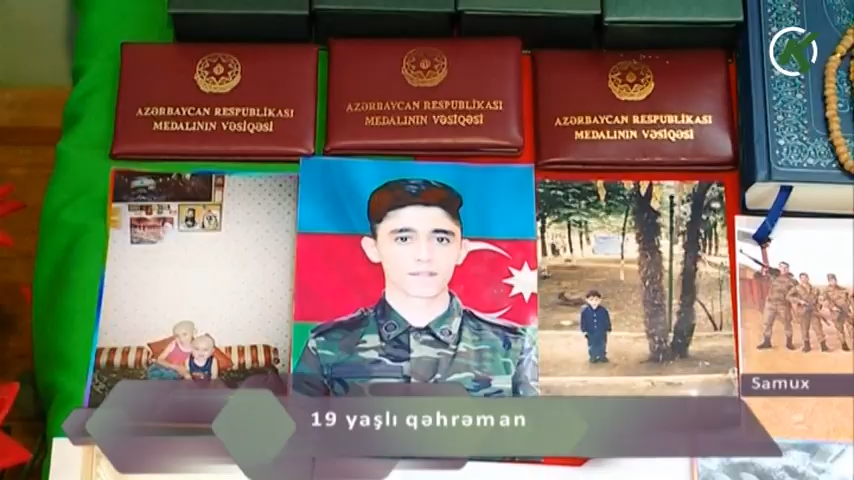 AZƏRBAYCAN RESPUBLİKASI
MEDALININ VƏSİQƏSİ
AZƏRBAYCAN RESPUBLİKASI
MEDALININ VƏSİQƏSİ
AZƏRBAYCAN RESPUBLİKASI
MEDALININ VƏSİQƏSİ
Samux
19 yaşlı qəhrəman